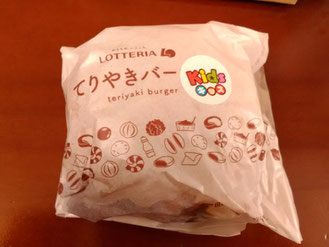 LOTTERIA
てりやきバー
teriyaki burger
Kids